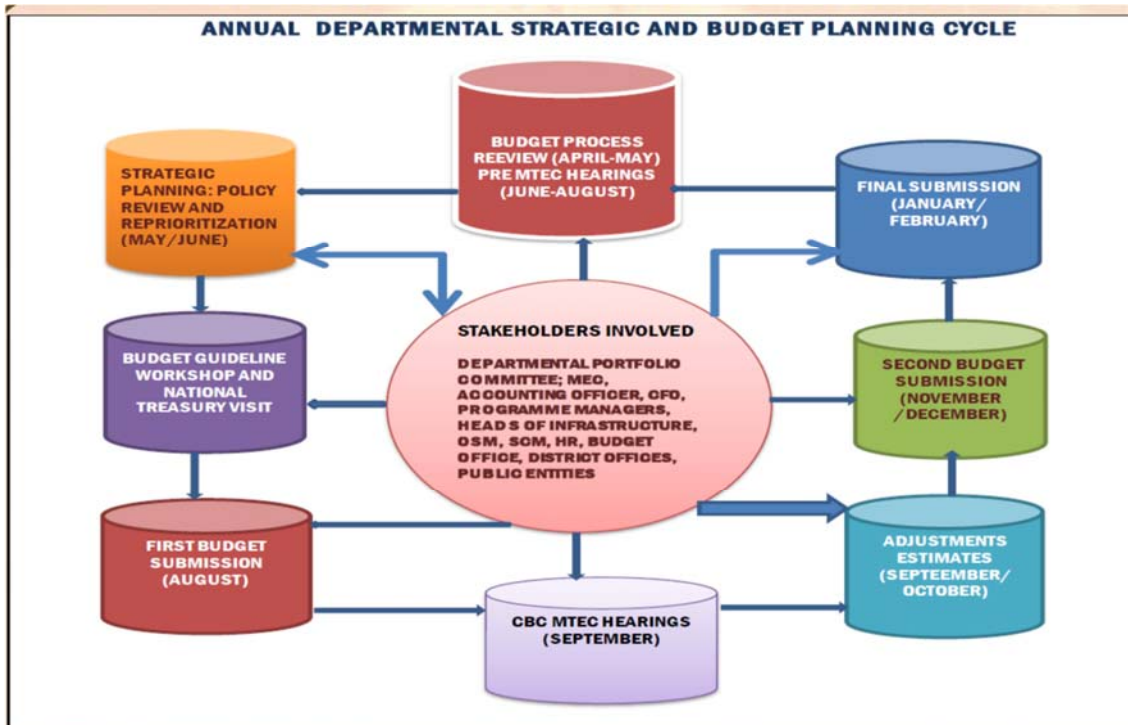 ANNUAL DEPARTMENTAL STRATEGIC AND BUDGET PLANNING CYCLE
BUDGET PROCESS
REEVIEW (APRIL-MAY)
PRE MTEC HEARINGS
(JUNE-AUGUST)
STRATEGIC
PLANNING: POLICY
REVIEW AND
REPRIORITIZATION
(MAY/JUNE)
FINAL SUBMISSION
(JANUARY/
FEBRUARY)
BUDGET GUIDELINE
WORKSHOP AND
NATIONAL
TREASURY VISIT
STAKEHOLDERS INVOLVED
DEPARTMENTAL PORTFOLIO
COMMITTEE; MEC,
ACCOUNTING OFFICER, CFO,
PROGRAMME MANAGERS,
HEADS OF INFRASTRUCTURE,
OSM, SCM, HR, BUDGET
OFFICE, DISTRICT OFFICES,
PUBLIC ENTITIES
SECOND BUDGET
SUBMISSION
(NOVEMBER
/DECEMBER)
FIRST BUDGET
SUBMISSION
(AUGUST)
CBC MTEC HEARINGS
(SEPTEMBER)
ADJUSTMENTS
ESTIMATES
(SEPTEEMBER/
OCTOBER)